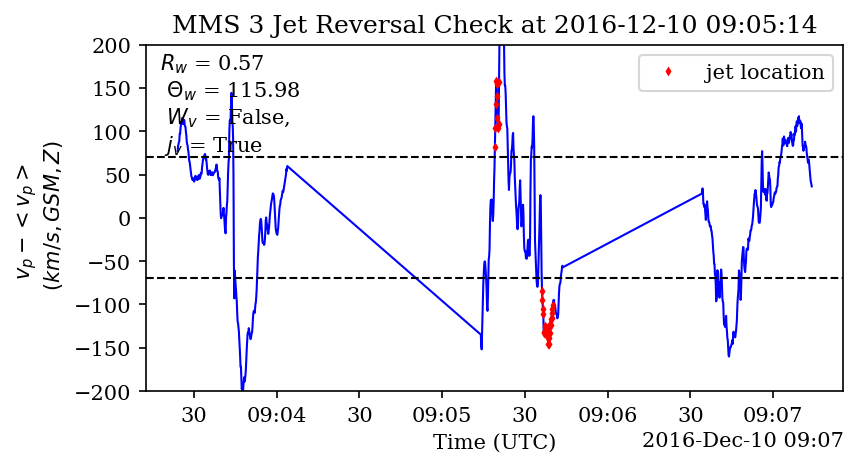 MMS 3 Jet Reversal Check at 2016-12-10 09:05:14
R_w = 0.57
Θ_w = 115.98
W_v = False,
j_v = True
jet location
200
150
100
50
0
−50
−100
−150
−200
v_p − < v_p >
(km/s, GSM, Z)
30 09:04 30 09:05 30 09:06 30 09:07
Time (UTC)
2016-Dec-10 09:07